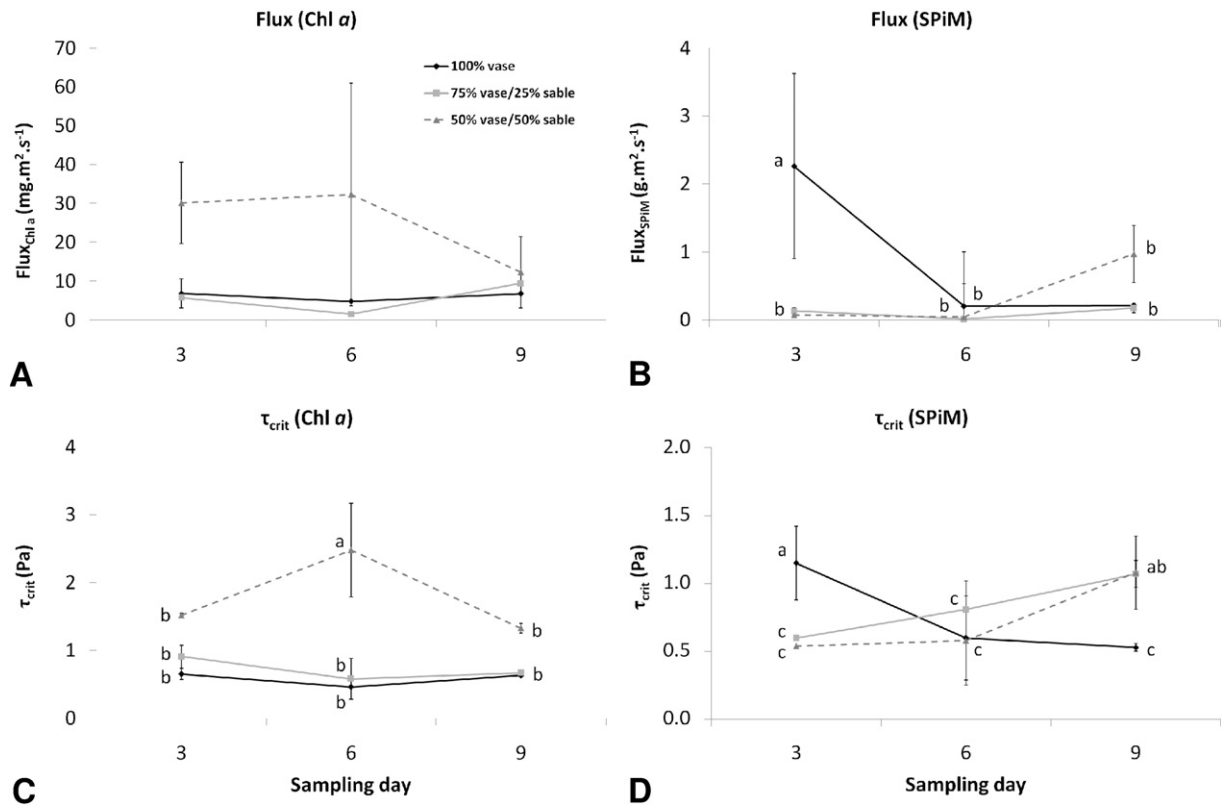 Flux (Chl a)
70
60
50
40
30
20
10
0
Flux_Chl a (mg.m².s⁻¹)
100% vase
75% vase/25% sable
50% vase/50% sable
3
6
9
A
Flux (SPiM)
4
3
2
1
0
Flux_SPiM (g.m².s⁻¹)
a
b
b
b
b
b
3
6
9
B
τ_crit (Chl a)
4
3
2
1
0
τ_crit (Pa)
b
b
b
a
b
b
b
b
3
6
9
Sampling day
C
τ_crit (SPiM)
2.0
1.5
1.0
0.5
0.0
τ_crit (Pa)
a
c
c
c
c
ab
c
3
6
9
Sampling day
D